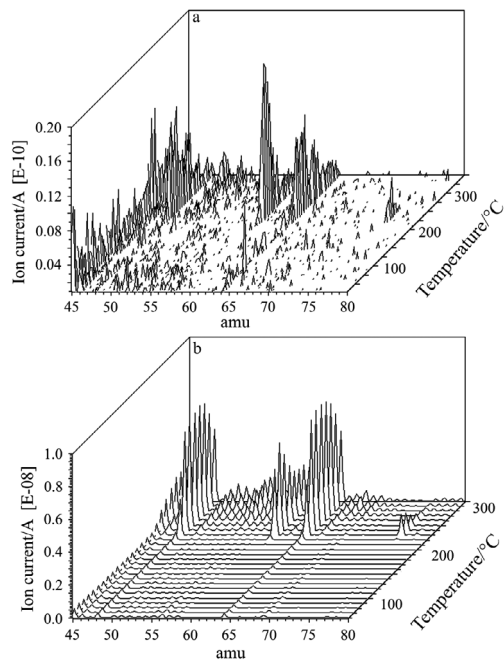 a
Ion current/A [E-10]
0.20
0.16
0.12
0.08
0.04
45 50 55 60 65 70 75 80
amu
100
200
300
Temperature/°C
b
Ion current/A [E-08]
1.0
0.8
0.6
0.4
0.2
0.0
45 50 55 60 65 70 75 80
amu
100
200
300
Temperature/°C